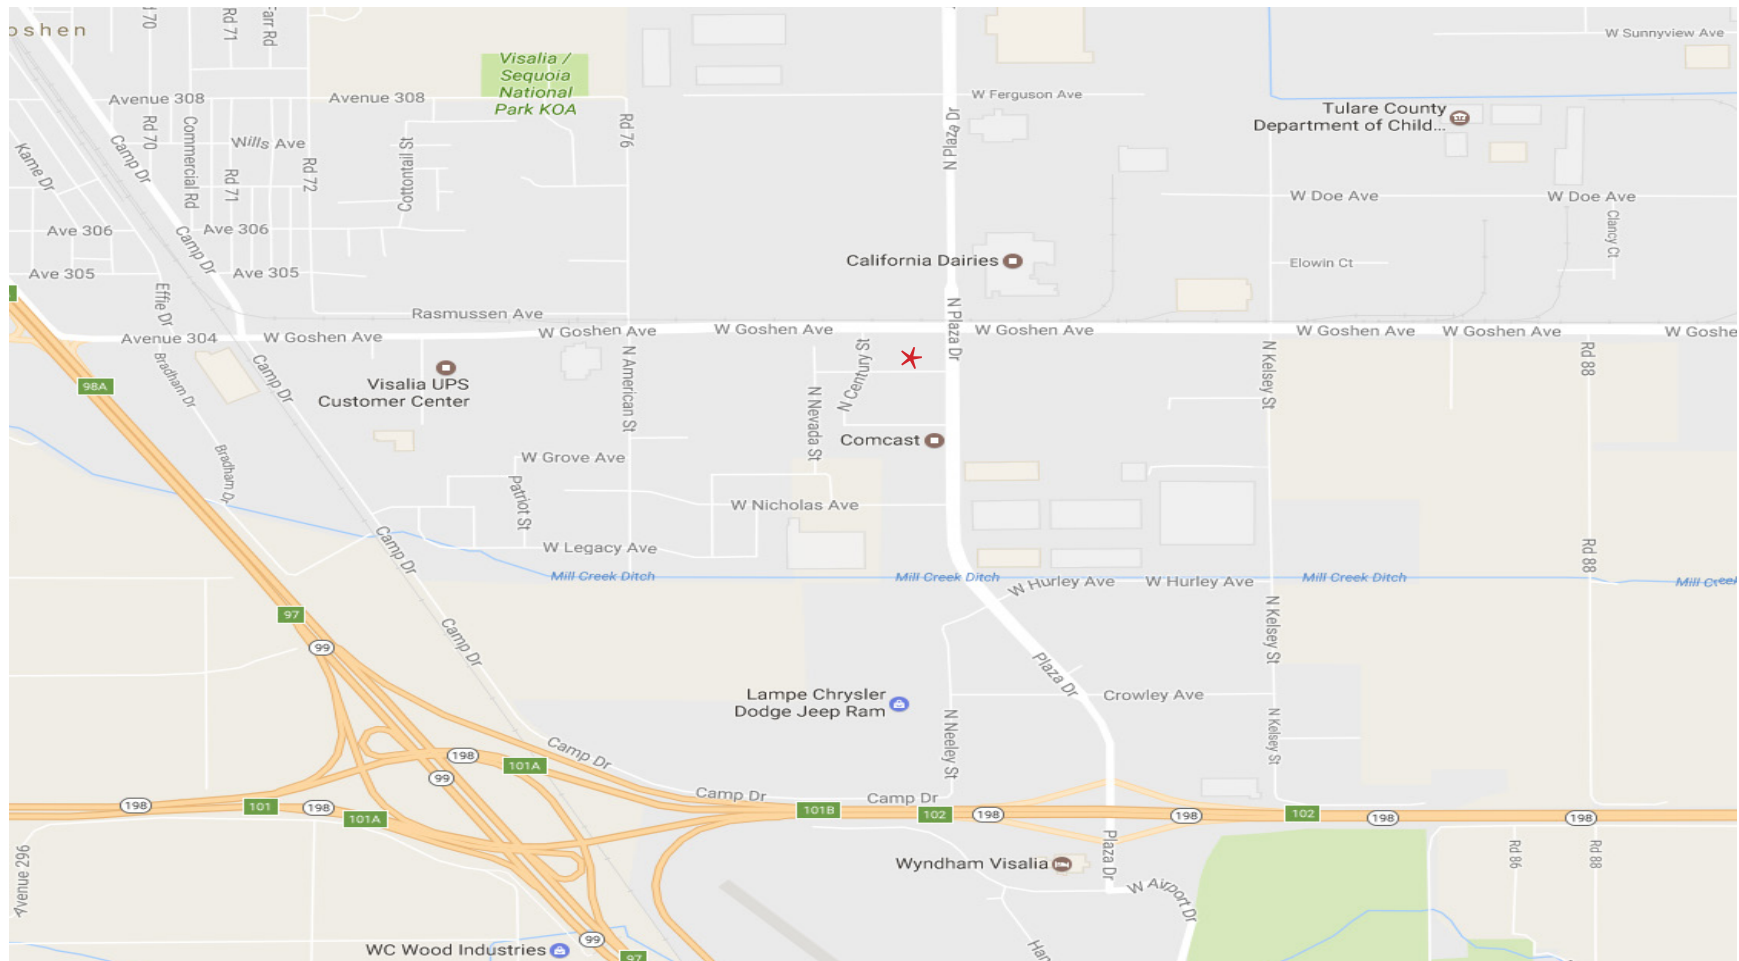 oshen
Rd 70
Rd 71
Farr Rd
Visalia /
Sequoia
National
Park KOA
W Sunnyview Ave
Avenue 308
Avenue 308
W Ferguson Ave
Tulare County
Department of Child...
Rd 70
Commercial Rd
Wills Ave
Rd 71
Rd 72
Cottontail St
Rd 76
N Plaza Dr
Kame Dr
Camp Dr
W Doe Ave
W Doe Ave
Clancy Ct
Ave 306
Ave 306
Camp Dr
California Dairies
Elowin Ct
Ave 305
Ave 305
Effie Dr
Rasmussen Ave
N Plaza Dr
Avenue 304
W Goshen Ave
W Goshen Ave
W Goshen Ave
W Goshen Ave
W Goshen Ave
W Goshen Ave
W Goshe
Bradham Dr
Camp Dr
98A
Visalia UPS
Customer Center
N American St
N Nevada St
N Century St
N Kelsey St
Rd 88
Comcast
Bradham Dr
W Grove Ave
Patriot St
W Nicholas Ave
Camp Dr
W Legacy Ave
Rd 88
Mill Creek Ditch
Mill Creek Ditch
W Hurley Ave
W Hurley Ave
Mill Creek Ditch
Mill Creek
97
99
Camp Dr
N Kelsey St
Plaza Dr
Lampe Chrysler
Dodge Jeep Ram
Crowley Ave
N Neeley St
N Kelsey St
198
99
101A
Camp Dr
198
101
198
101A
Camp Dr
101B
Camp Dr
102
198
198
102
198
198
Avenue 296
Wyndham Visalia
Plaza Dr
W Airport Dr
Rd 86
Rd 88
WC Wood Industries
99
97
Har